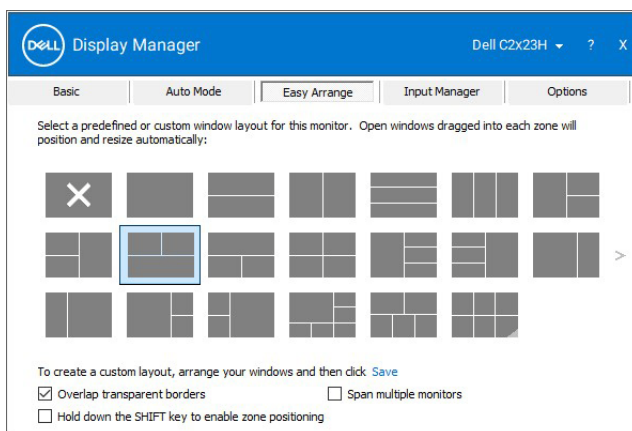 DELL Display Manager Dell C2x23H ? X
Basic Auto Mode Easy Arrange Input Manager Options
Select a predefined or custom window layout for this monitor. Open windows dragged into each zone will
position and resize automatically:
>
To create a custom layout, arrange your windows and then click Save
Overlap transparent borders Span multiple monitors
Hold down the SHIFT key to enable zone positioning